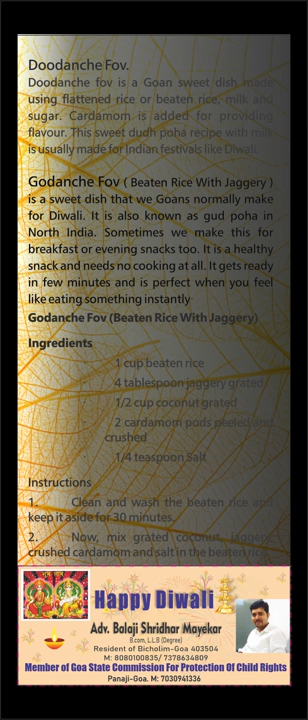 Doodanche Fov.
Doodanche fov is a Goan sweet dish made
using flattened rice or beaten rice, milk and
sugar. Cardamom is added for providing
flavour. This sweet dudh poha recipe with milk
is usually made for Indian festivals like Diwali.
Godanche Fov ( Beaten Rice With Jaggery )
is a sweet dish that we Goans normally make
for Diwali. It is also known as gud poha in
North India. Sometimes we make this for
breakfast or evening snacks too. It is a healthy
snack and needs no cooking at all. It gets ready
in few minutes and is perfect when you feel
like eating something instantly
Godanche Fov (Beaten Rice With Jaggery)
Ingredients
· 1 cup beaten rice
· 4 tablespoon jaggery grated
· 1/2 cup coconut grated
· 2 cardamom pods peeled and
crushed
· 1/4 teaspoon Salt
Instructions
1. Clean and wash the beaten rice and
keep it aside for 30 minutes.
2. Now, mix grated coconut, jaggery,
crushed cardamom and salt in the beaten rice.
Happy Diwali
Adv. Balaji Shridhar Mayekar
B.com, L.L.B (Degree)
Resident of Bicholim-Goa 403504
M: 8080100835/ 7378634809
Member of Goa State Commission For Protection Of Child Rights
Panaji-Goa. M: 7030941336